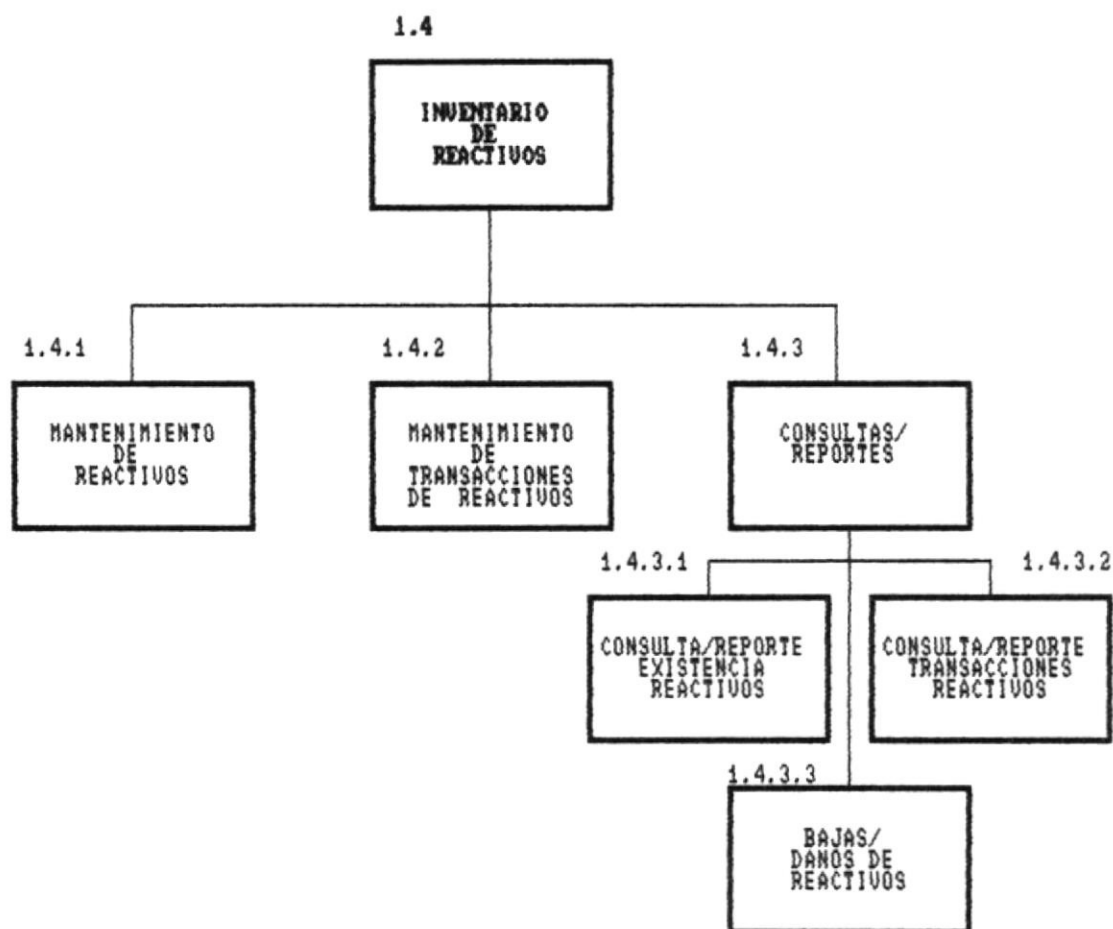 1.4
INVENTARIO
DE
REACTIVOS
1.4.1
MANTENIMIENTO
DE
REACTIVOS
1.4.2
MANTENIMIENTO
DE
TRANSACCIONES
DE REACTIVOS
1.4.3
CONSULTAS/
REPORTES
1.4.3.1
CONSULTA/REPORTE
EXISTENCIA
REACTIVOS
1.4.3.2
CONSULTA/REPORTE
TRANSACCIONES
REACTIVOS
1.4.3.3
BAJAS/
DANOS DE
REACTIVOS